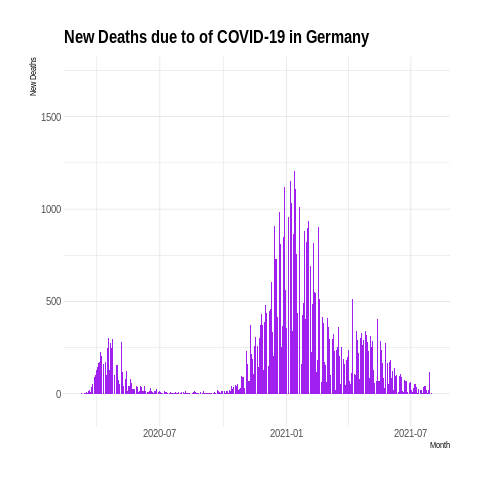 New Deaths due to of COVID-19 in Germany
New Deaths
1500
1000
500
0
2020-07
2021-01
2021-07
Month